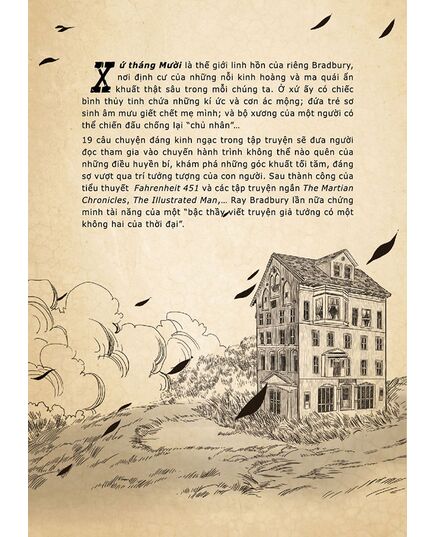 Xứ tháng Mười là thế giới linh hồn của riêng Bradbury,
nơi định cư của những nỗi kinh hoàng và ma quái ẩn
khuất thật sâu trong mỗi chúng ta. Ở xứ ấy có chiếc
bình thủy tinh chứa những kí ức và cơn ác mộng; đứa trẻ sơ
sinh âm mưu giết chết mẹ mình; và bộ xương của một người có
thể chiến đấu chống lại “chủ nhân”...
19 câu chuyện đáng kinh ngạc trong tập truyện sẽ đưa người
đọc tham gia vào chuyến hành trình không thể nào quên của
những điều huyền bí, khám phá những góc khuất tối tăm, đáng
sợ vượt qua trí tưởng tượng của con người. Sau thành công của
tiểu thuyết Fahrenheit 451 và các tập truyện ngắn The Martian
Chronicles, The Illustrated Man,... Ray Bradbury lần nữa chứng
minh tài năng của một “bậc thầy viết truyện giả tưởng có một
không hai của thời đại”.